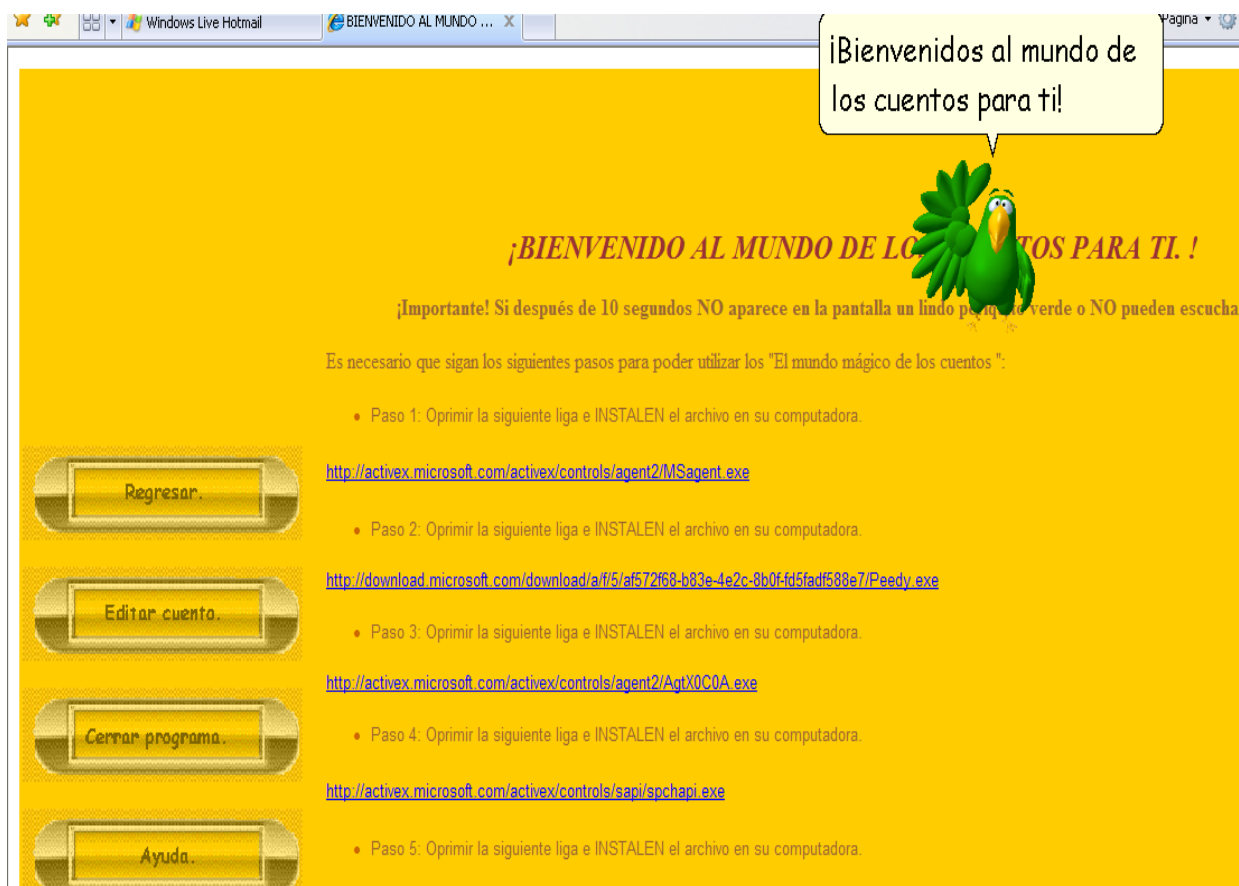 Windows Live Hotmail
BIENVENIDO AL MUNDO ... X
Página
¡Bienvenidos al mundo de
los cuentos para ti!
¡BIENVENIDO AL MUNDO DE LOS TOS PARA TI. !
¡Importante! Si después de 10 segundos NO aparece en la pantalla un lindo verde o NO pueden escucha
Es necesario que sigan los siguientes pasos para poder utilizar los "El mundo mágico de los cuentos ":
• Paso 1: Oprimir la siguiente liga e INSTALEN el archivo en su computadora.
http://activex.microsoft.com/activex/controls/agent2/MSagent.exe
Regresar.
• Paso 2: Oprimir la siguiente liga e INSTALEN el archivo en su computadora.
http://download.microsoft.com/download/a/f/5/af572f68-b83e-4e2c-8b0f-fd5fadf588e7/Peedy.exe
Editar cuento.
• Paso 3: Oprimir la siguiente liga e INSTALEN el archivo en su computadora.
http://activex.microsoft.com/activex/controls/agent2/AgtX0C0A.exe
Cerrar programa.
• Paso 4: Oprimir la siguiente liga e INSTALEN el archivo en su computadora.
http://activex.microsoft.com/activex/controls/sapi/spchapi.exe
Ayuda.
• Paso 5: Oprimir la siguiente liga e INSTALEN el archivo en su computadora.